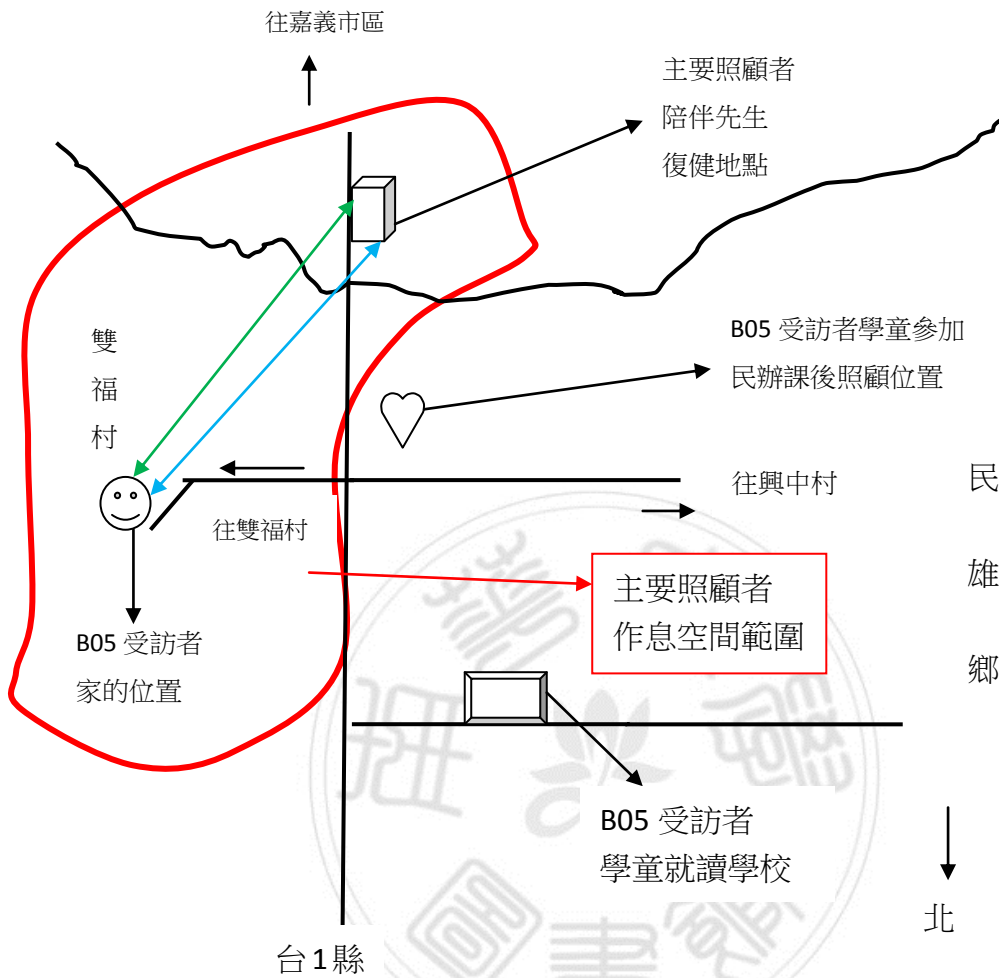 往嘉義市區
主要照顧者
陪伴先生
復健地點
B05 受訪者學童參加
民辦課後照顧位置
雙
福
村
往興中村
往雙福村
民
雄
鄉
主要照顧者
作息空間範圍
B05 受訪者
家的位置
B05 受訪者
學童就讀學校
北
台1縣